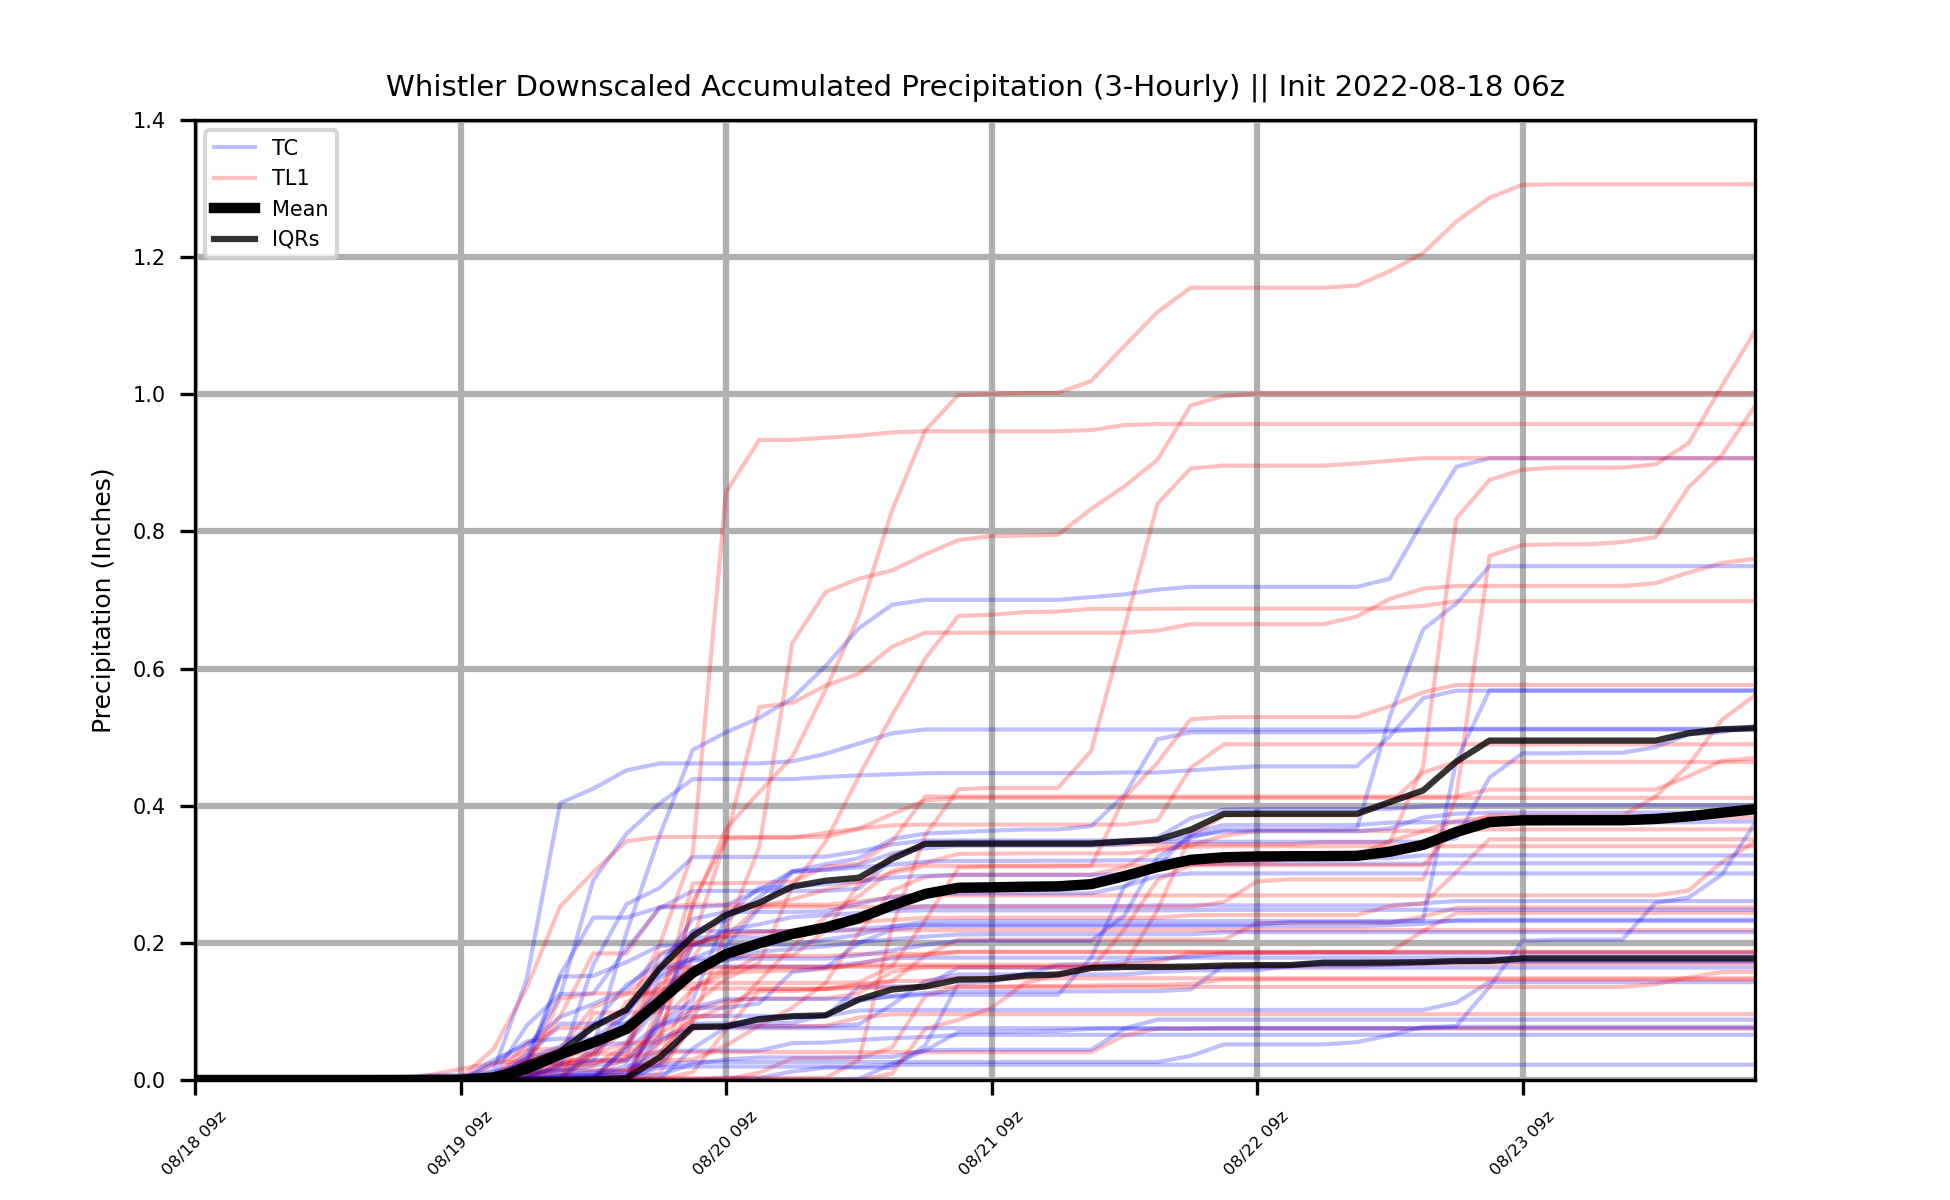 Whistler Downscaled Accumulated Precipitation (3-Hourly) || Init 2022-08-18 06z
1.4
1.2
1.0
0.8
0.6
0.4
0.2
0.0
Precipitation (Inches)
TC
TL1
Mean
IQRs
08/18 09z
08/19 09z
08/20 09z
08/21 09z
08/22 09z
08/23 09z